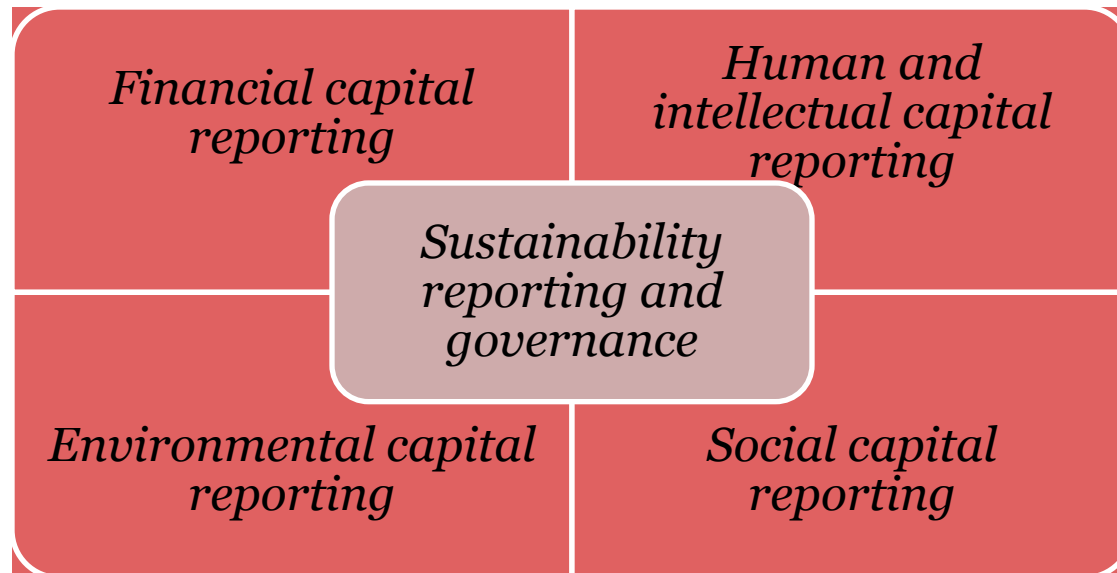 Financial capital
reporting
Human and
intellectual capital
reporting
Sustainability
reporting and
governance
Environmental capital
reporting
Social capital
reporting